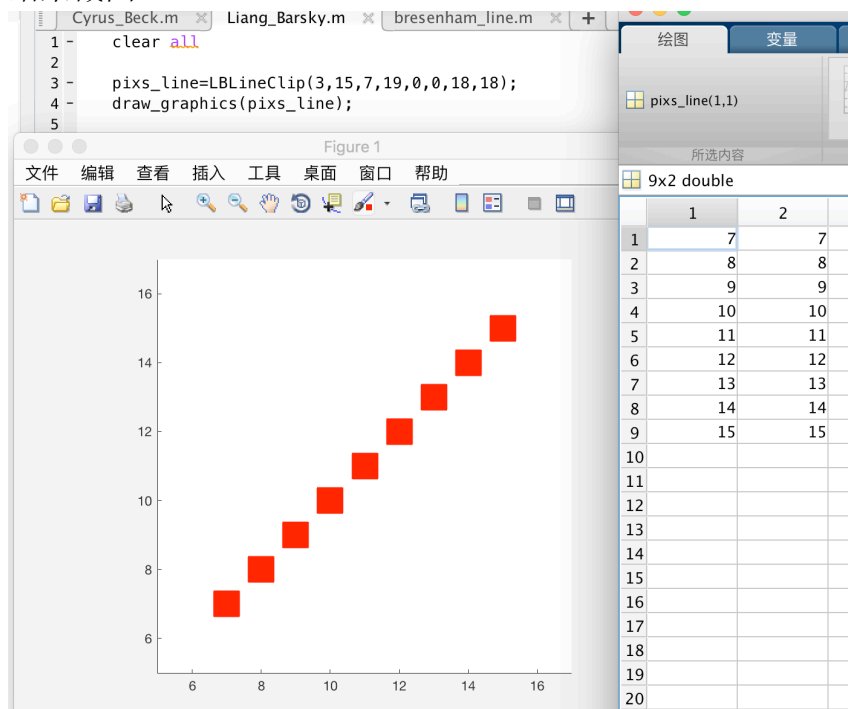 Cyrus_Beck.m × Liang_Barsky.m × bresenham_line.m × +
1 - clear all
2
3 - pixs_line=LBLineClip(3,15,7,19,0,0,18,18);
4 - draw_graphics(pixs_line);
5
Figure 1
文件 编辑 查看 插入 工具 桌面 窗口 帮助
16
14
12
10
8
6
6 8 10 12 14 16
绘图 变量
pixs_line(1,1)
所选内容
9x2 double
1 2
1 7 7
2 8 8
3 9 9
4 10 10
5 11 11
6 12 12
7 13 13
8 14 14
9 15 15
10
11
12
13
14
15
16
17
18
19
20